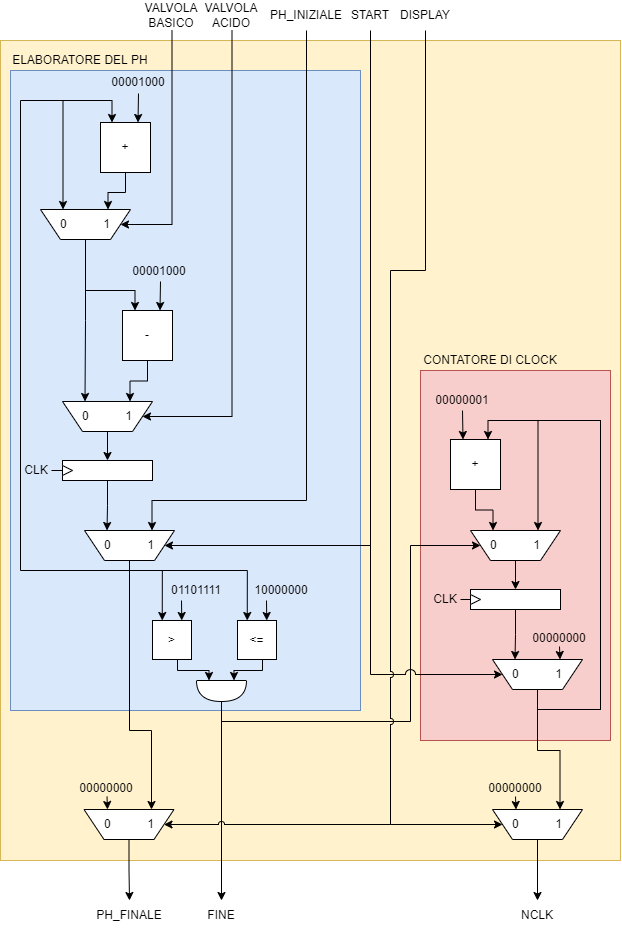 VALVOLA BASICO
VALVOLA ACIDO
PH_INIZIALE
START
DISPLAY
ELABORATORE DEL PH
00001000
+
0 1
00001000
-
CONTATORE DI CLOCK
0 1
00000001
CLK
+
0 1
0 1
01101111
10000000
CLK
>
<=
00000000
0 1
00000000
00000000
0 1
0 1
PH_FINALE
FINE
NCLK